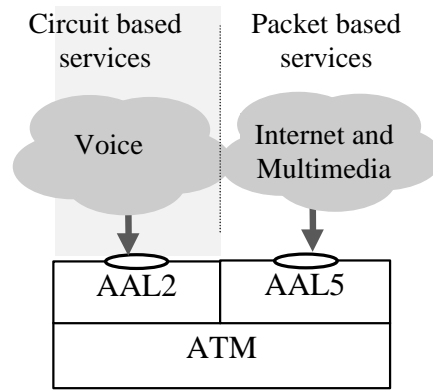 Circuit based
services
Packet based
services
Voice
Internet and
Multimedia
AAL2
AAL5
ATM